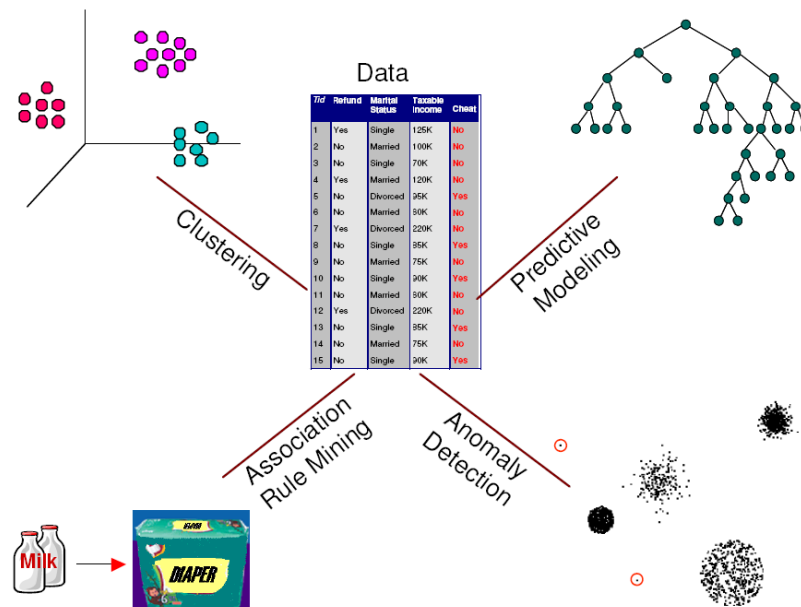 Data
Tid Refund Marital Status Taxable Income Cheat
1 Yes Single 125K No
2 No Married 100K No
3 No Single 70K No
4 Yes Married 120K No
5 No Divorced 95K Yes
6 No Married 60K No
7 Yes Divorced 220K No
8 No Single 85K Yes
9 No Married 75K No
10 No Single 90K Yes
11 No Married 60K No
12 Yes Divorced 220K No
13 No Single 85K Yes
14 No Married 75K No
15 No Single 90K Yes
Clustering
Predictive
Modeling
Association
Rule Mining
Anomaly
Detection
Milk
DIAPER